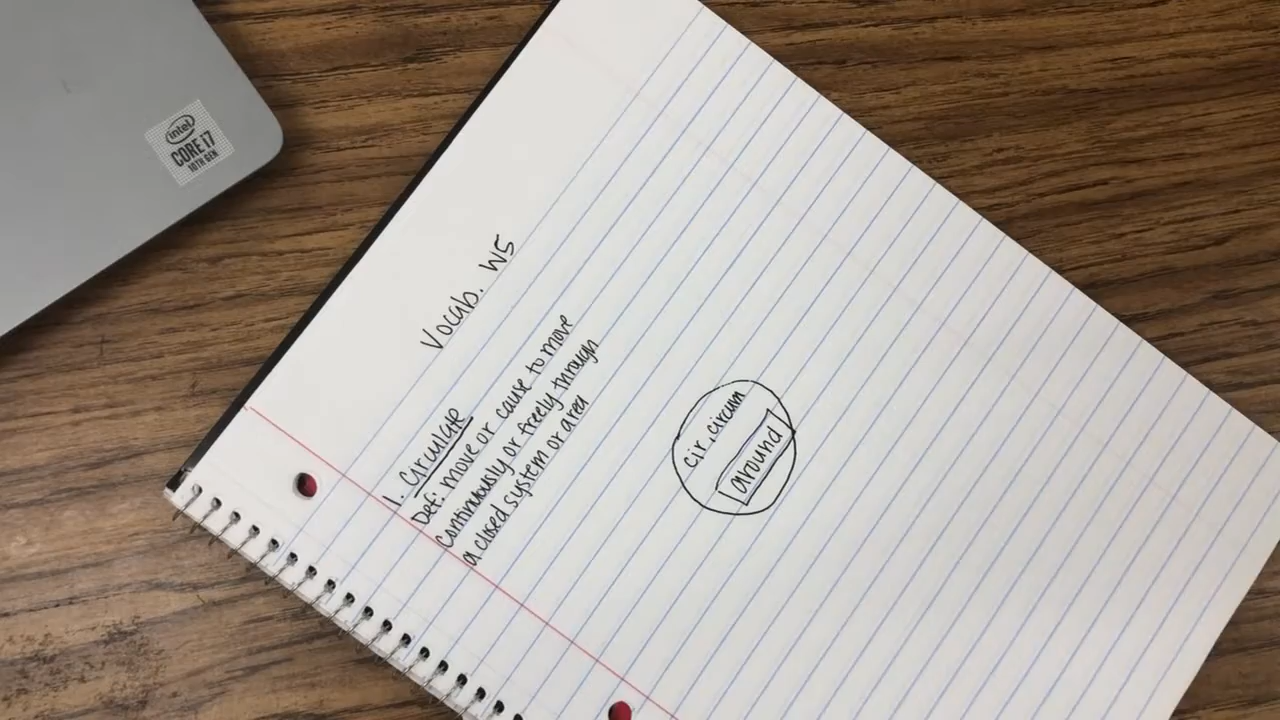 intel
CORE i7
10TH GEN
Vocab. W5
1. Circulate
Def: move or cause to move
continuously or freely through
a closed system or area
cir, circum
around